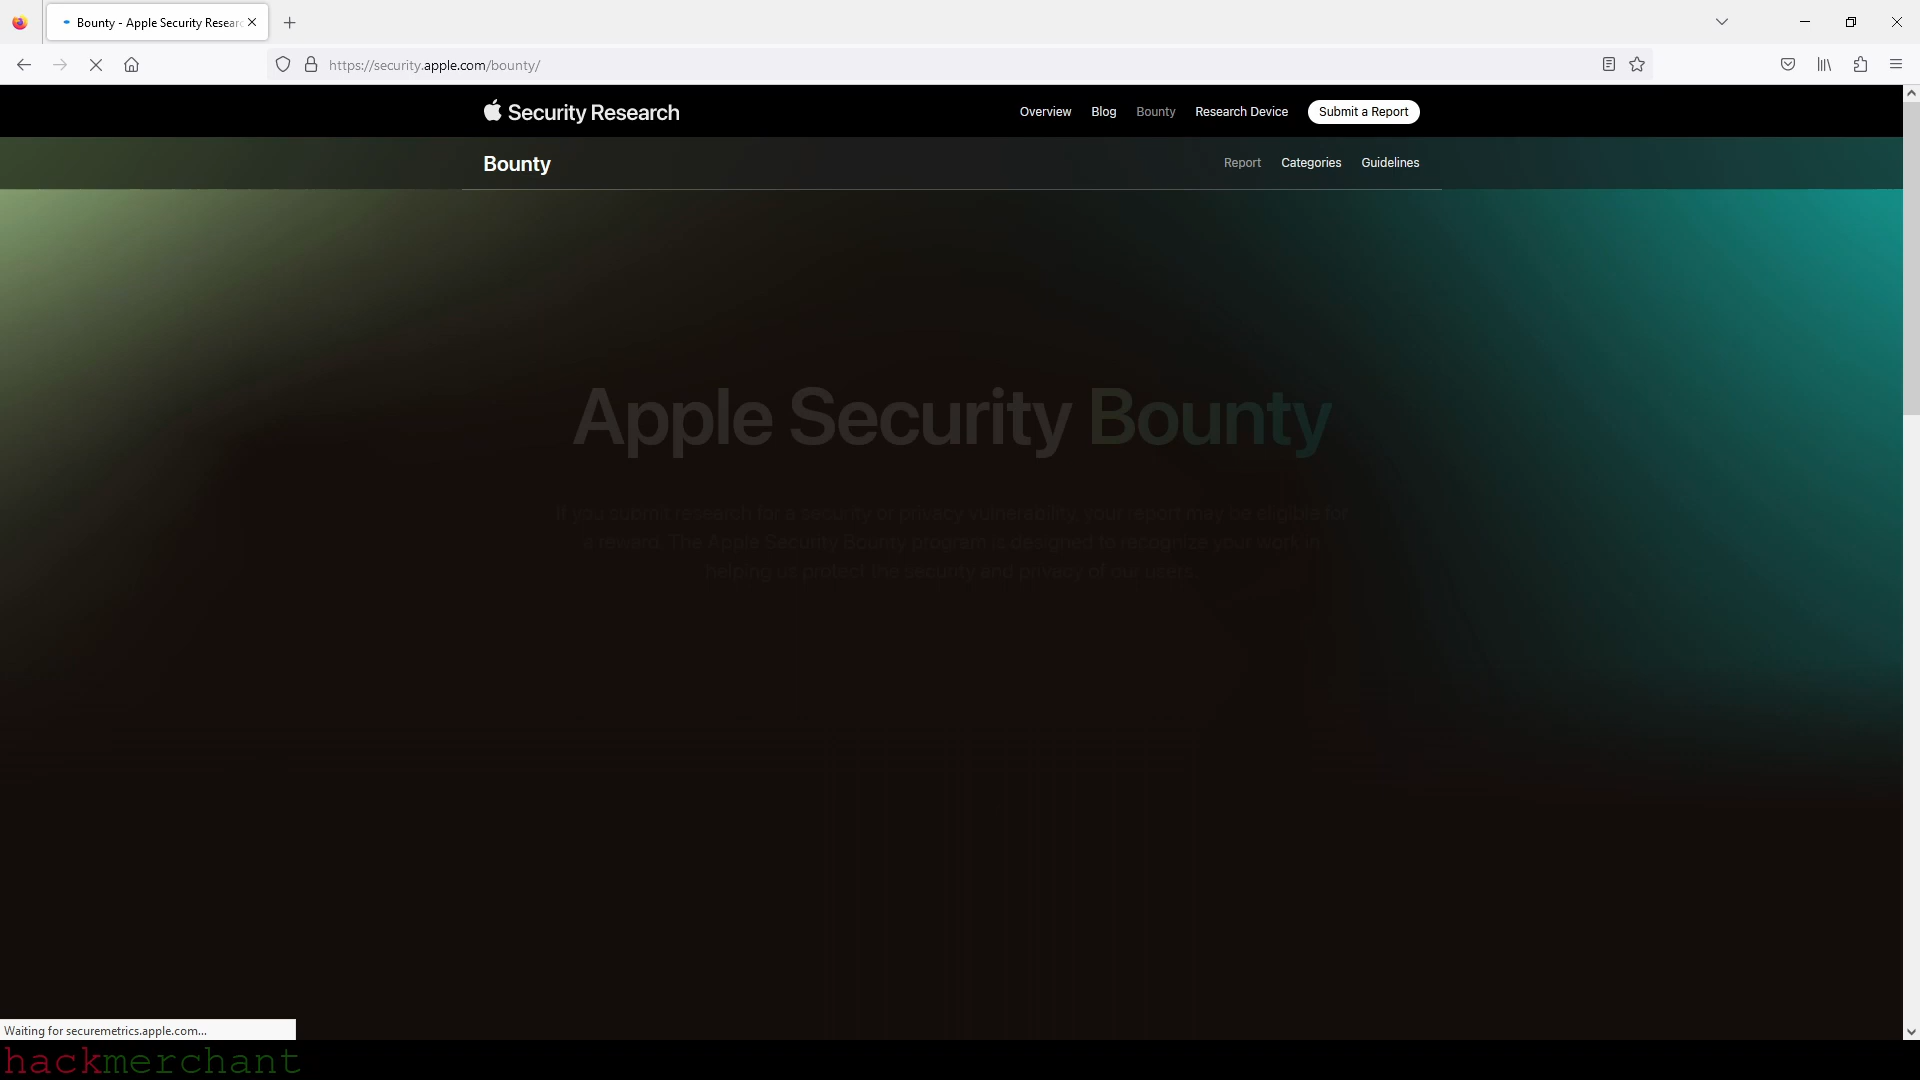 Bounty - Apple Security Resear
https://security.apple.com/bounty/
Security Research
Overview Blog Bounty Research Device Submit a Report
Bounty
Report Categories Guidelines
Apple Security Bounty
If you submit research for a security or privacy vulnerability, your report may be eligible for
a reward. The Apple Security Bounty program is designed to recognize your work in
helping us protect the security and privacy of our users.
Waiting for securemetrics.apple.com...
hackmerchant